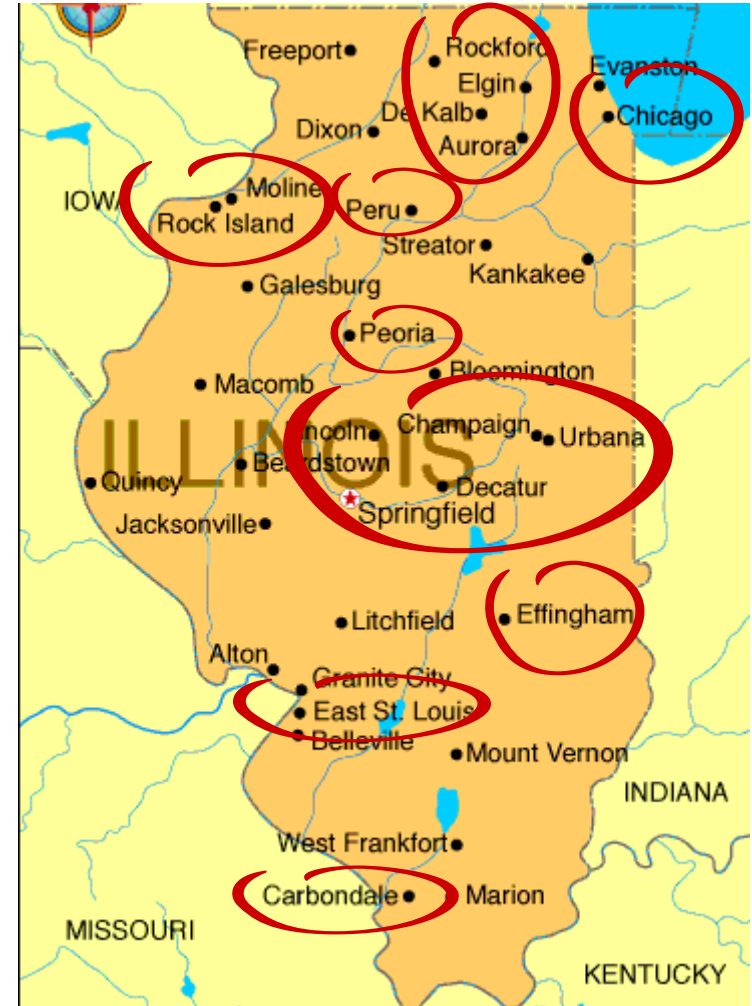 Freeport
Rockford
Evanston
Elgin
De Kalb
Chicago
Dixon
Aurora
IOWA
Moline
Rock Island
Peru
Streator
Kankakee
Galesburg
Peoria
Bloomington
Macomb
ILLINOIS
Lincoln
Champaign
Urbana
Beardstown
Quincy
Decatur
Springfield
Jacksonville
Effingham
Litchfield
Alton
Granite City
East St. Louis
Belleville
Mount Vernon
INDIANA
West Frankfort
Carbondale
Marion
MISSOURI
KENTUCKY